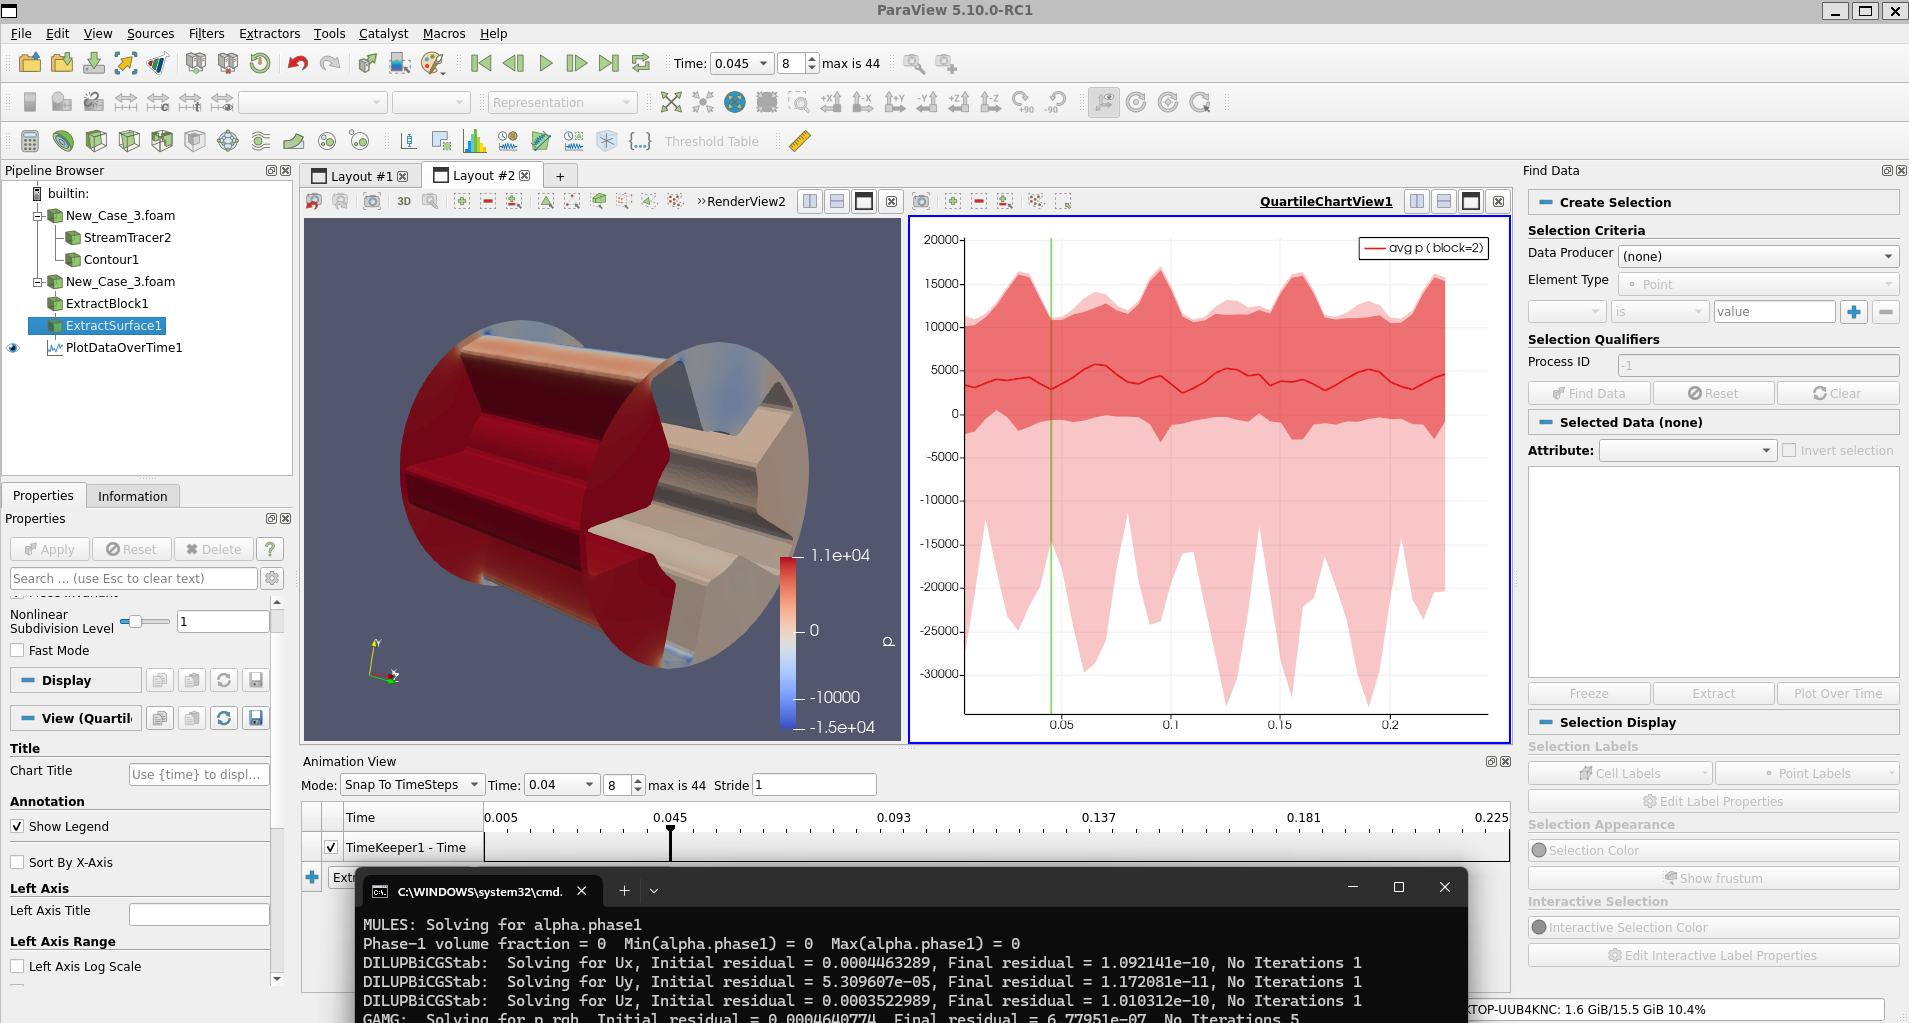 ParaView 5.10.0-RC1
File Edit View Sources Filters Extractors Tools Catalyst Macros Help
Time: 0.045 8 max is 44
Representation
+X -X +Y -Y +Z -Z +90 -90
3D
Threshold Table
Pipeline Browser
builtin:
New_Case_3.foam
StreamTracer2
Contour1
New_Case_3.foam
ExtractBlock1
ExtractSurface1
PlotDataOverTime1
Properties Information
Properties
Apply Reset Delete ?
Search ... (use Esc to clear text)
Nonlinear
Subdivision Level 1
Fast Mode
Display
View (Quartil
Title
Chart Title Use {time} to displ...
Annotation
Show Legend
Sort By X-Axis
Left Axis
Left Axis Title
Left Axis Range
Left Axis Log Scale
Layout #1 Layout #2 +
3D »RenderView2
1.1e+04
0
-10000
-1.5e+04
p
Y
Z
QuartileChartView1
avg p ( block=2)
20000
15000
10000
5000
0
-5000
-10000
-15000
-20000
-25000
-30000
0.05 0.1 0.15 0.2
Animation View
Mode: Snap To TimeSteps Time: 0.04 8 max is 44 Stride 1
Time 0.005 0.045 0.093 0.137 0.181 0.225
TimeKeeper1 - Time
Extr
C:\WINDOWS\system32\cmd.
MULES: Solving for alpha.phase1
Phase-1 volume fraction = 0 Min(alpha.phase1) = 0 Max(alpha.phase1) = 0
DILUPBiCGStab: Solving for Ux, Initial residual = 0.0004463289, Final residual = 1.092141e-10, No Iterations 1
DILUPBiCGStab: Solving for Uy, Initial residual = 5.309607e-05, Final residual = 1.172081e-11, No Iterations 1
DILUPBiCGStab: Solving for Uz, Initial residual = 0.0003522989, Final residual = 1.010312e-10, No Iterations 1
GAMG: Solving for p_rgh, Initial residual = 0.0004640774, Final residual = 6.77951e-07, No Iterations 5
Find Data
Create Selection
Selection Criteria
Data Producer (none)
Element Type Point
is value
Selection Qualifiers
Process ID -1
Find Data Reset Clear
Selected Data (none)
Attribute: Invert selection
Freeze Extract Plot Over Time
Selection Display
Selection Labels
Cell Labels Point Labels
Edit Label Properties
Selection Appearance
Selection Color
Show frustum
Interactive Selection
Interactive Selection Color
Edit Interactive Label Properties
KTOP-UUB4KNC: 1.6 GiB/15.5 GiB 10.4%